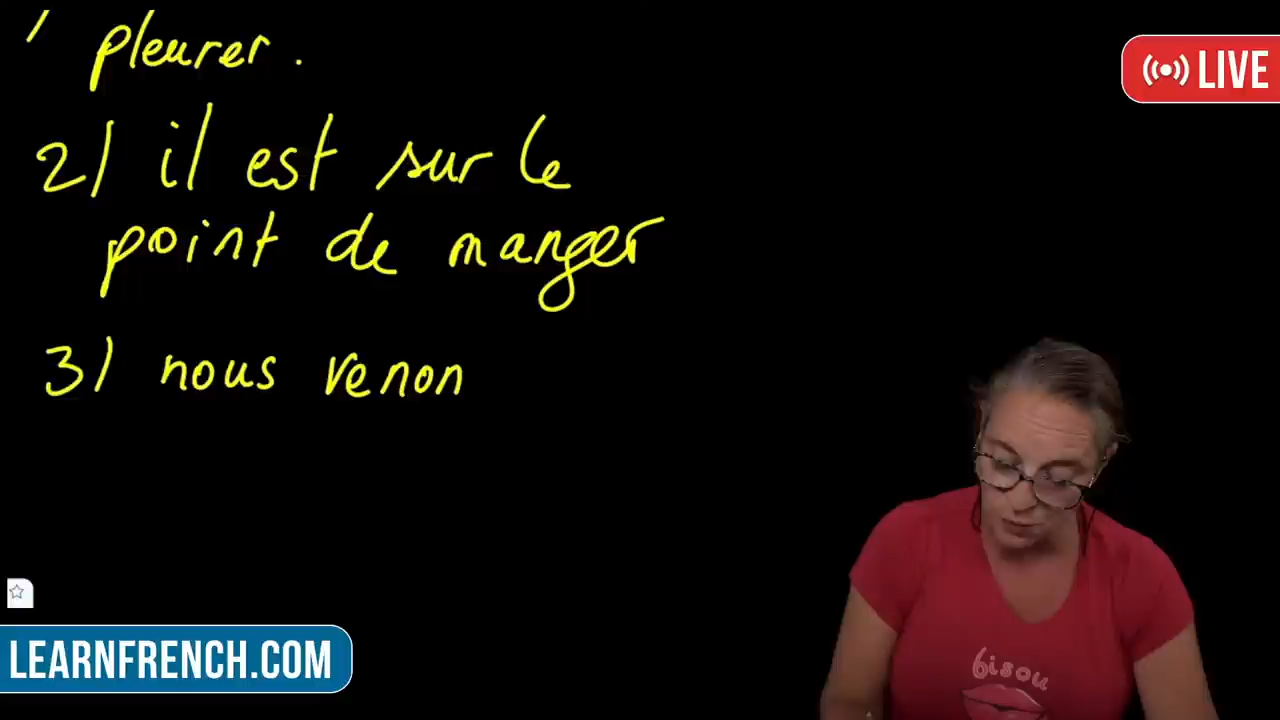 pleurer.
2) il est sur le
point de manger
3) nous venon
LIVE
LEARNFRENCH.COM
bisou